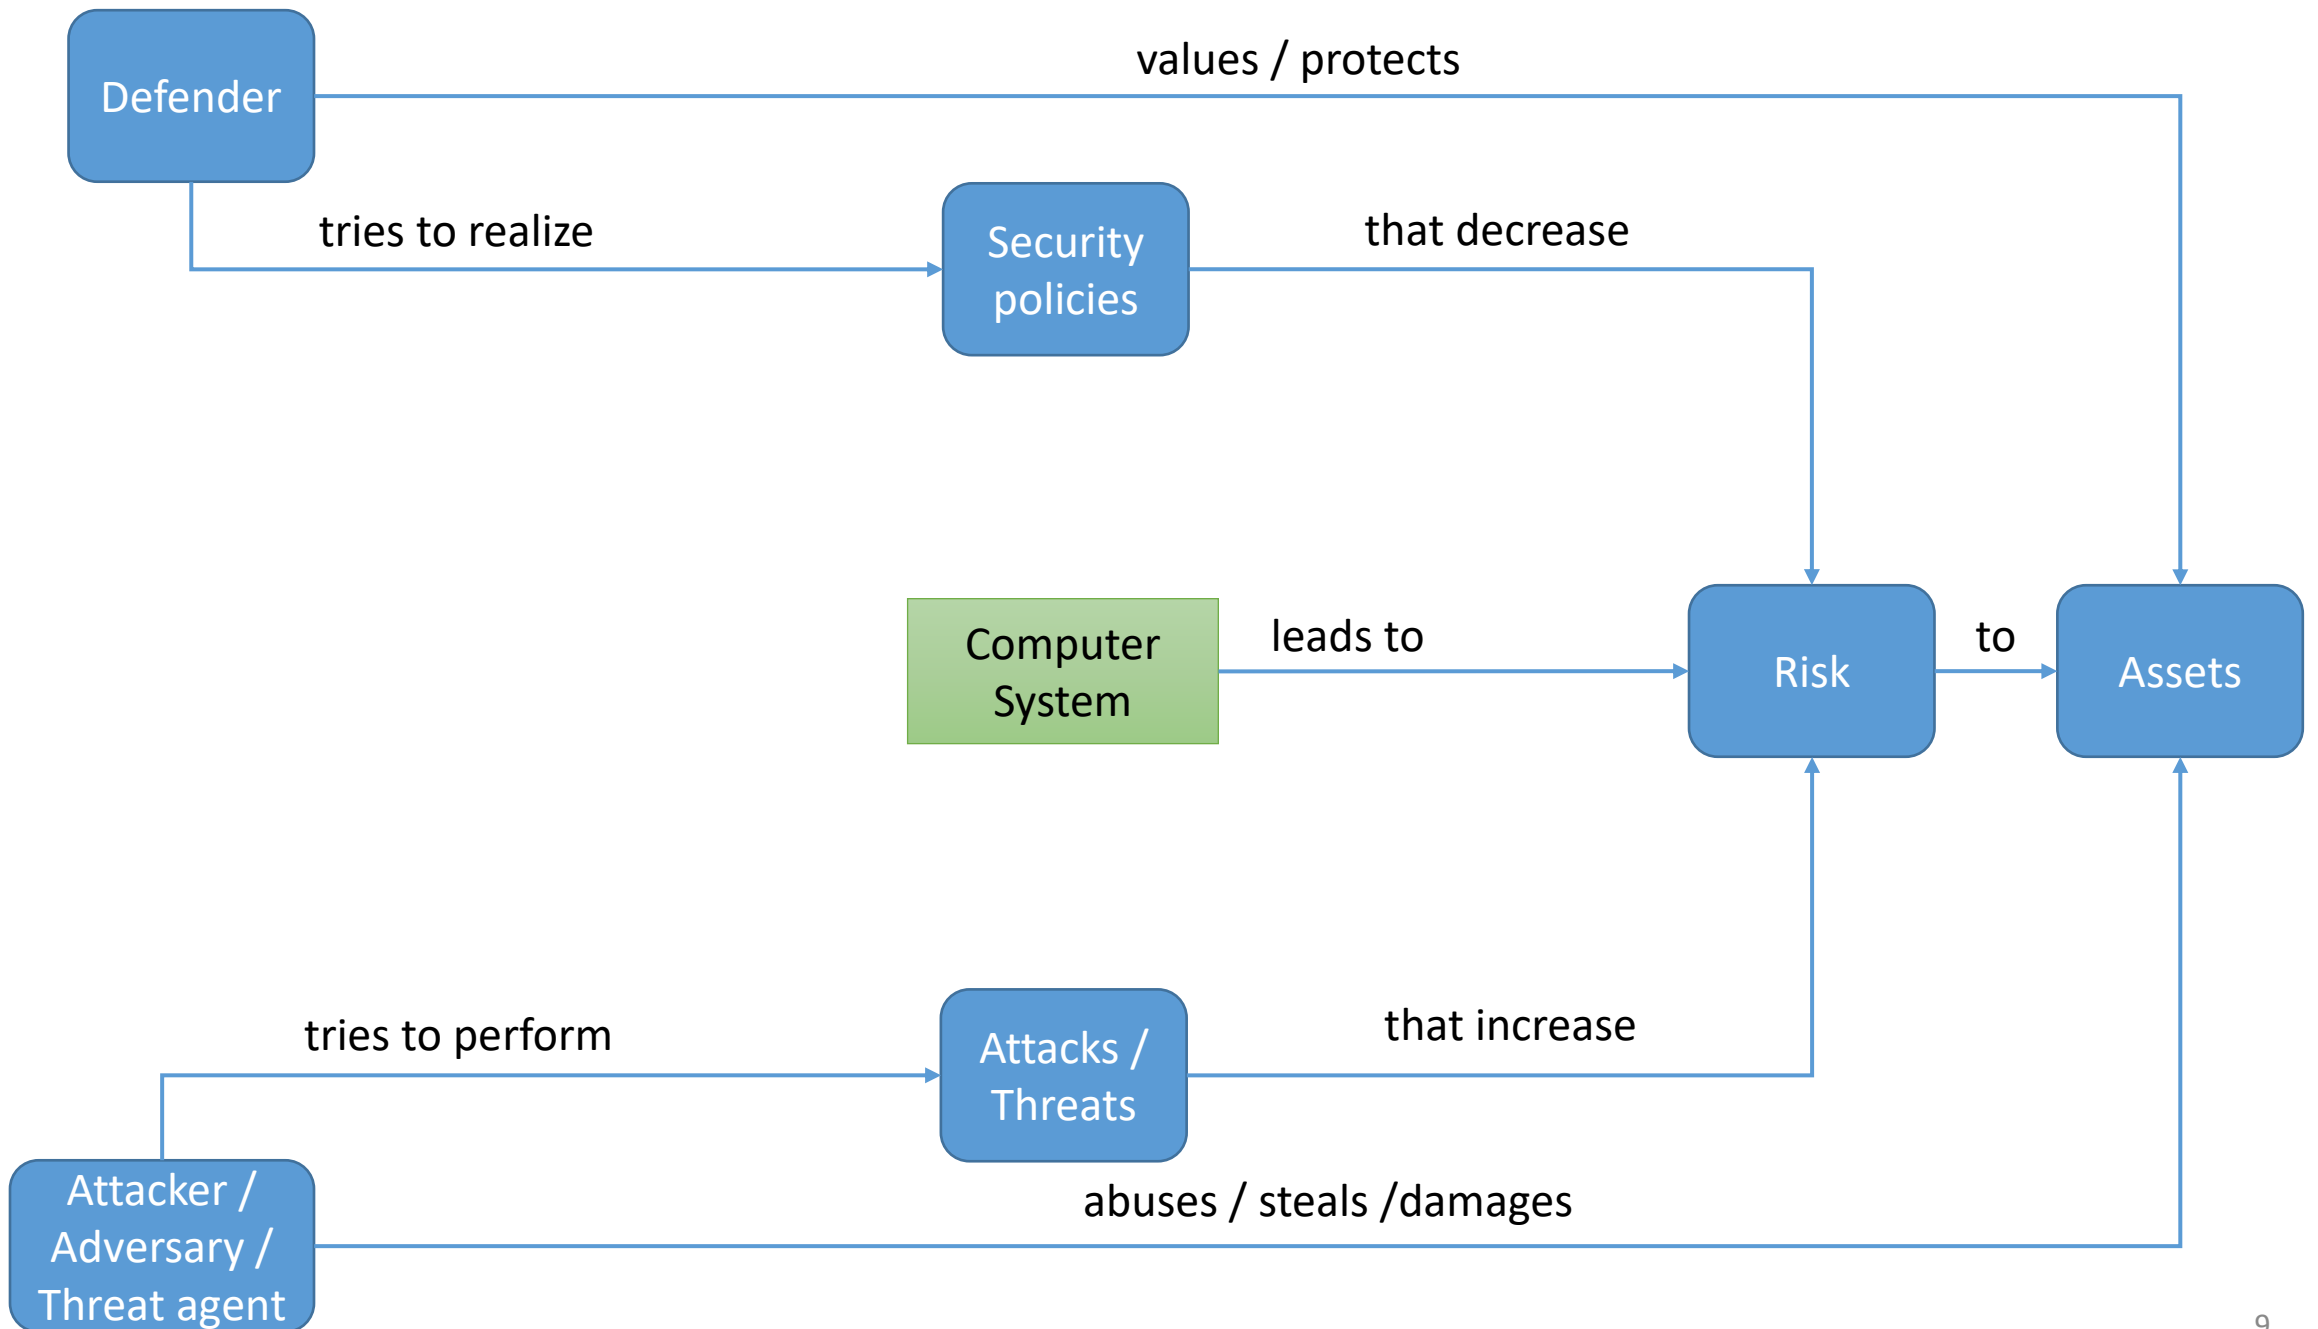 values / protects
Defender
tries to realize
Security
policies
that decrease
Computer
System
leads to
Risk
to
Assets
tries to perform
Attacks /
Threats
that increase
Attacker /
Adversary /
Threat agent
abuses / steals /damages
9